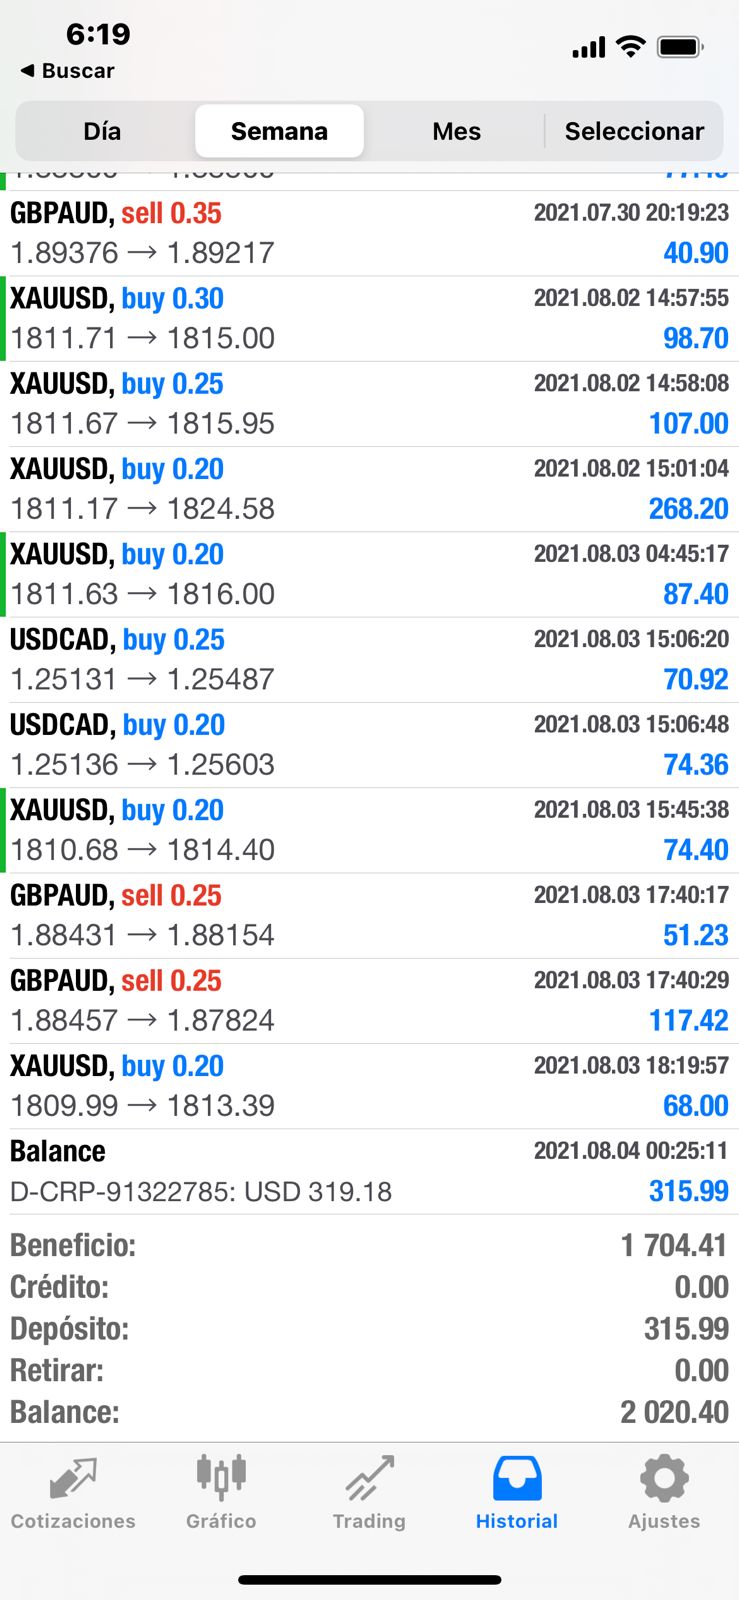 6:19
◀ Buscar
Día Semana Mes Seleccionar
GBPAUD, sell 0.35 2021.07.30 20:19:23
1.89376 → 1.89217 40.90
XAUUSD, buy 0.30 2021.08.02 14:57:55
1811.71 → 1815.00 98.70
XAUUSD, buy 0.25 2021.08.02 14:58:08
1811.67 → 1815.95 107.00
XAUUSD, buy 0.20 2021.08.02 15:01:04
1811.17 → 1824.58 268.20
XAUUSD, buy 0.20 2021.08.03 04:45:17
1811.63 → 1816.00 87.40
USDCAD, buy 0.25 2021.08.03 15:06:20
1.25131 → 1.25487 70.92
USDCAD, buy 0.20 2021.08.03 15:06:48
1.25136 → 1.25603 74.36
XAUUSD, buy 0.20 2021.08.03 15:45:38
1810.68 → 1814.40 74.40
GBPAUD, sell 0.25 2021.08.03 17:40:17
1.88431 → 1.88154 51.23
GBPAUD, sell 0.25 2021.08.03 17:40:29
1.88457 → 1.87824 117.42
XAUUSD, buy 0.20 2021.08.03 18:19:57
1809.99 → 1813.39 68.00
Balance 2021.08.04 00:25:11
D-CRP-91322785: USD 319.18 315.99
Beneficio: 1 704.41
Crédito: 0.00
Depósito: 315.99
Retirar: 0.00
Balance: 2 020.40
Cotizaciones Gráfico Trading Historial Ajustes